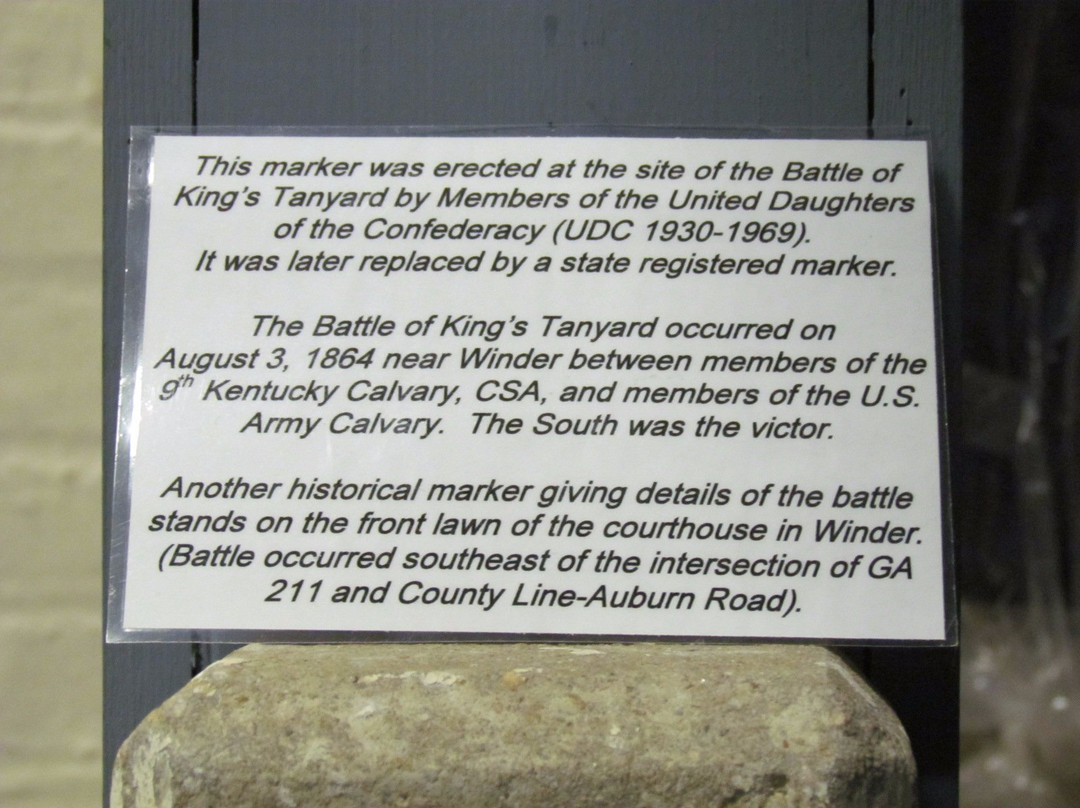 This marker was erected at the site of the Battle of
King's Tanyard by Members of the United Daughters
of the Confederacy (UDC 1930-1969).
It was later replaced by a state registered marker.
The Battle of King's Tanyard occurred on
August 3, 1864 near Winder between members of the
9th Kentucky Calvary, CSA, and members of the U.S.
Army Calvary. The South was the victor.
Another historical marker giving details of the battle
stands on the front lawn of the courthouse in Winder.
(Battle occurred southeast of the intersection of GA
211 and County Line-Auburn Road).